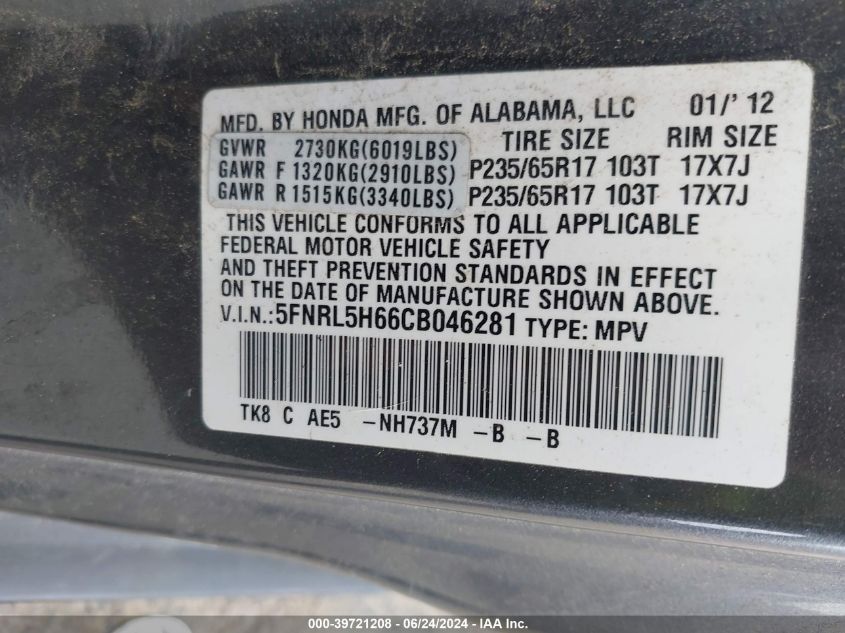 MFD. BY HONDA MFG. OF ALABAMA, LLC 01/' 12
TIRE SIZE RIM SIZE
GVWR 2730KG(6019LBS)
GAWR F 1320KG(2910LBS) P235/65R17 103T 17X7J
GAWR R 1515KG(3340LBS) P235/65R17 103T 17X7J
THIS VEHICLE CONFORMS TO ALL APPLICABLE
FEDERAL MOTOR VEHICLE SAFETY
AND THEFT PREVENTION STANDARDS IN EFFECT
ON THE DATE OF MANUFACTURE SHOWN ABOVE.
V.I.N.:5FNRL5H66CB046281 TYPE: MPV
TK8 C AE5 -NH737M -B -B
000-39721208 - 06/24/2024 - IAA Inc.